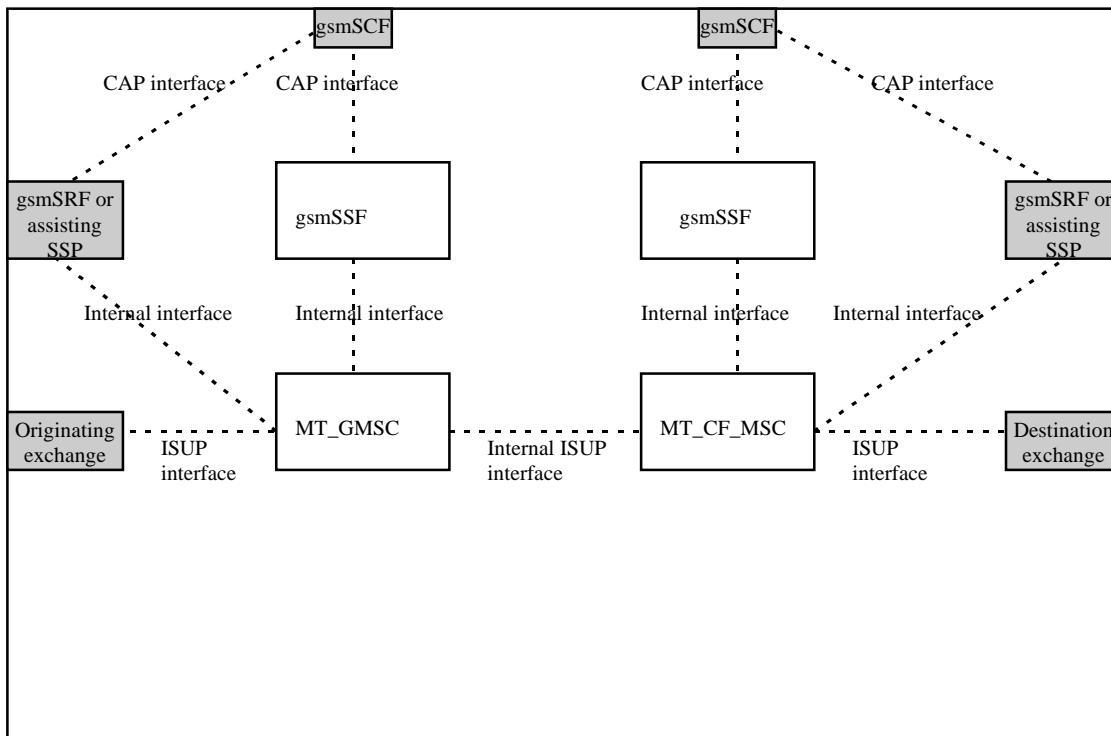 gsmSCF
gsmSCF
CAP interface
CAP interface
CAP interface
CAP interface
gsmSRF or
assisting
SSP
gsmSSF
gsmSSF
gsmSRF or
assisting
SSP
Internal interface
Internal interface
Internal interface
Internal interface
Originating
exchange
ISUP
interface
MT_GMSC
Internal ISUP
interface
MT_CF_MSC
ISUP
interface
Destination
exchange